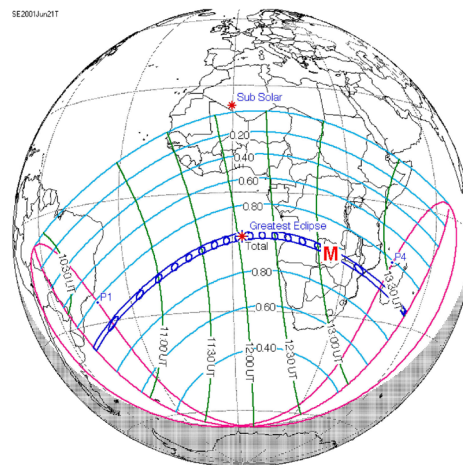 SE2001Jun21T
Sub Solar
0.20
0.40
0.60
0.80
Greatest Eclipse
Total
M
P4
P1
10:30 UT
13:30 UT
0.80
0.60
0.40
11:00 UT
11:30 UT
12:00 UT
12:30 UT
13:00 UT